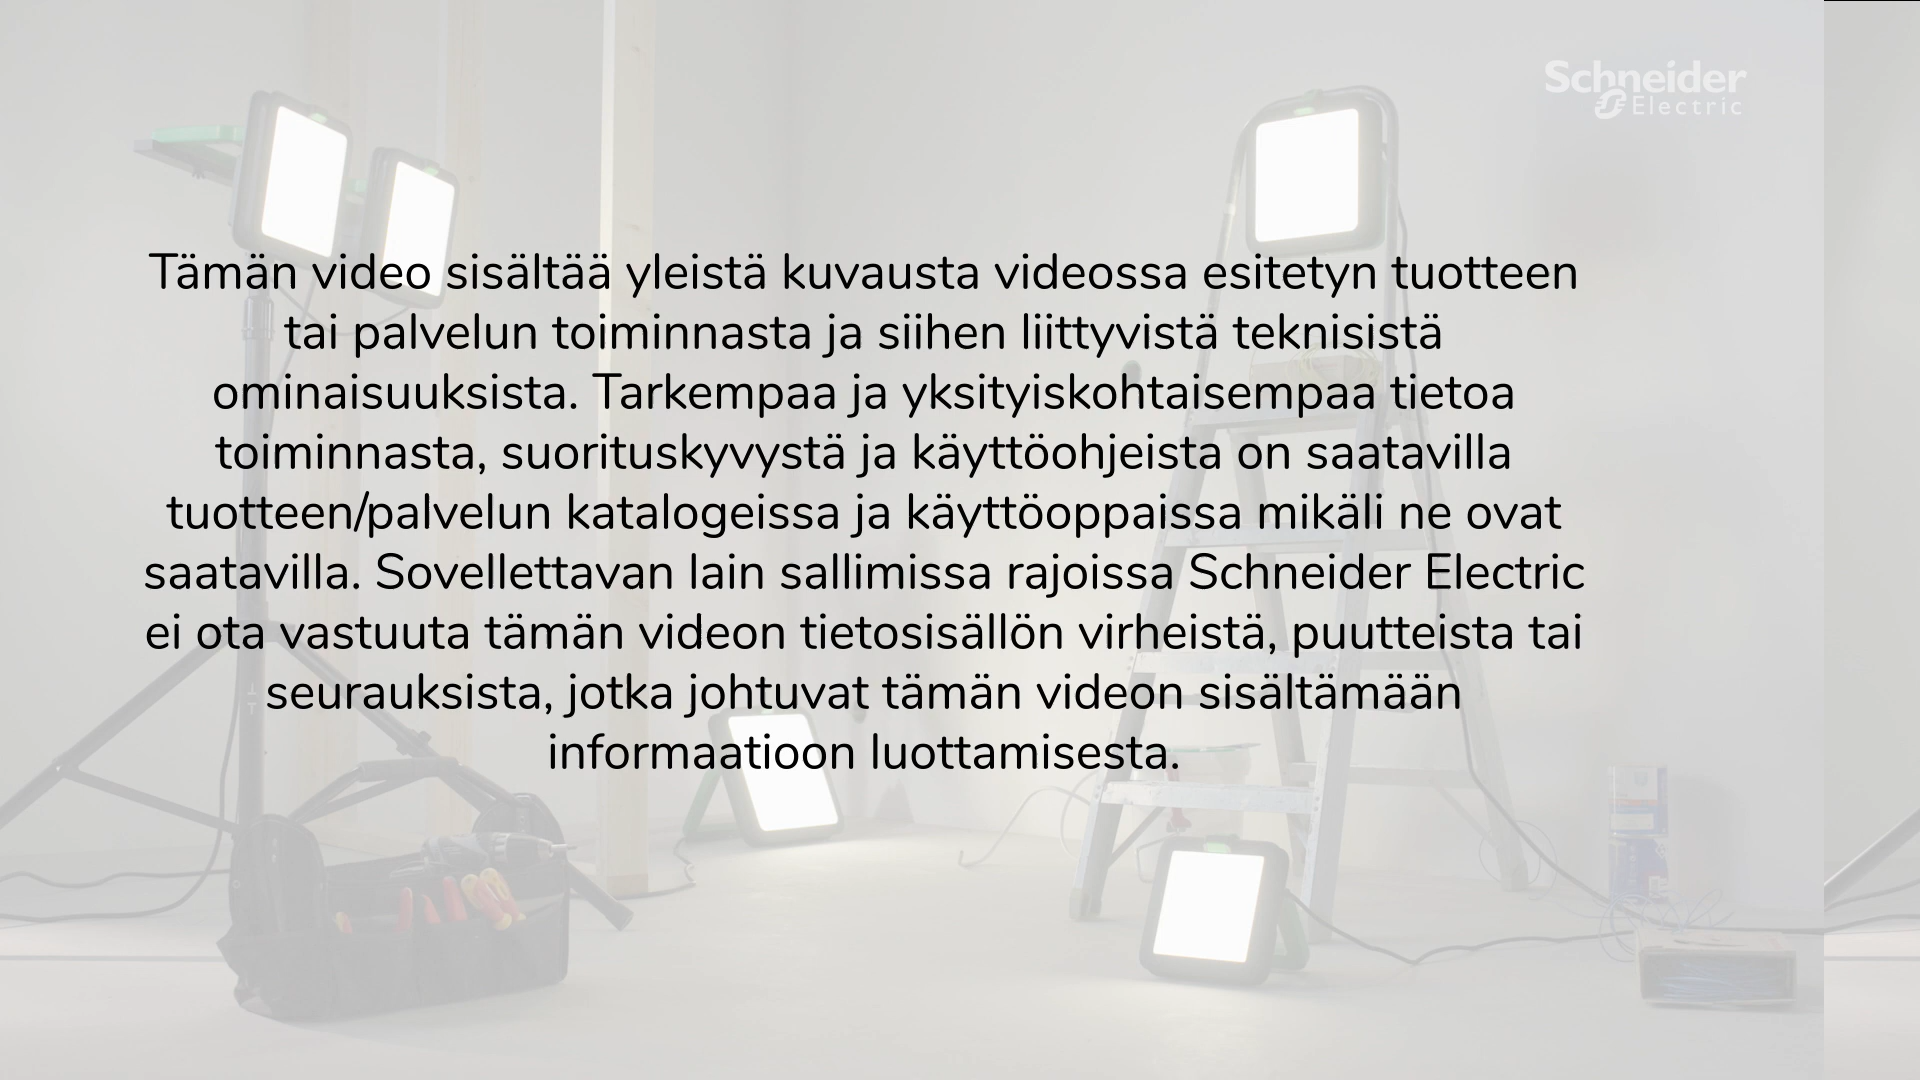 Schneider
Electric
Tämän video sisältää yleistä kuvausta videossa esitetyn tuotteen
tai palvelun toiminnasta ja siihen liittyvistä teknisistä
ominaisuuksista. Tarkempaa ja yksityiskohtaisempaa tietoa
toiminnasta, suorituskyvystä ja käyttöohjeista on saatavilla
tuotteen/palvelun katalogeissa ja käyttöoppaissa mikäli ne ovat
saatavilla. Sovellettavan lain sallimissa rajoissa Schneider Electric
ei ota vastuuta tämän videon tietosisällön virheistä, puutteista tai
seurauksista, jotka johtuvat tämän videon sisältämään
informaatioon luottamisesta.